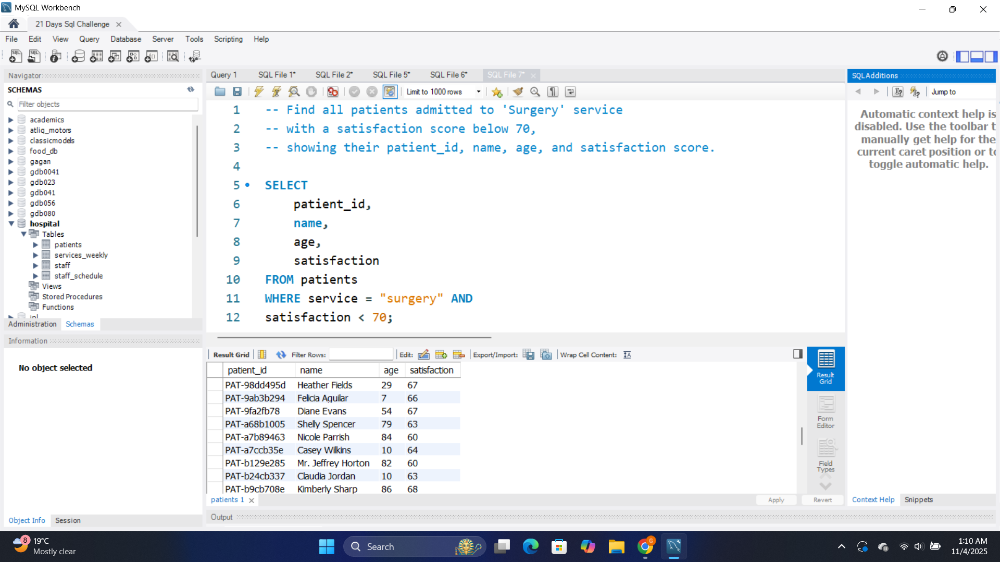 MySQL Workbench
21 Days Sql Challenge
File Edit View Query Database Server Tools Scripting Help
Navigator
SCHEMAS
Filter objects
academics
atliq_motors
classicmodels
food_db
gagan
gdb0041
gdb023
gdb041
gdb056
gdb080
hospital
Tables
patients
services_weekly
staff
staff_schedule
Views
Stored Procedures
Functions
ipl
Administration Schemas
Information
No object selected
Object Info Session
Query 1 SQL File 1* SQL File 2* SQL File 5* SQL File 6* SQL File 7*
Limit to 1000 rows
1 -- Find all patients admitted to 'Surgery' service
2 -- with a satisfaction score below 70,
3 -- showing their patient_id, name, age, and satisfaction score.
4
5 SELECT
6 patient_id,
7 name,
8 age,
9 satisfaction
10 FROM patients
11 WHERE service = "surgery" AND
12 satisfaction < 70;
Result Grid Filter Rows: Edit: Export/Import: Wrap Cell Content:
patient_id name age satisfaction
PAT-98dd495d Heather Fields 29 67
PAT-9ab3b294 Felicia Aguilar 7 66
PAT-9fa2fb78 Diane Evans 54 67
PAT-a68b1005 Shelly Spencer 79 63
PAT-a7b89463 Nicole Parrish 84 60
PAT-a7ccb35e Casey Wilkins 10 64
PAT-b129e285 Mr. Jeffrey Horton 82 60
PAT-b24cb337 Claudia Jordan 10 63
PAT-b9cb708e Kimberly Sharp 86 68
patients 1
Apply Revert
Output
Result
Grid
Form
Editor
Field
Types
SQLAdditions
Jump to
Automatic context help is
disabled. Use the toolbar t
manually get help for the
current caret position or to
toggle automatic help.
Context Help Snippets
8
19°C
Mostly clear
Search
G
1:10 AM
11/4/2025